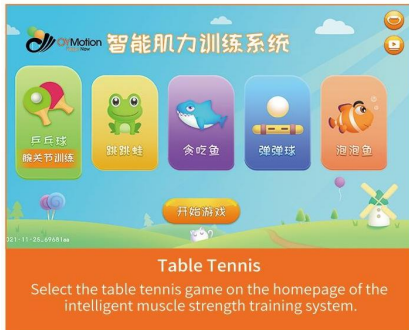 OYMotion 智能肌力训练系统
乒乓球
腕关节训练
跳跳蛙
贪吃鱼
弹弹球
泡泡鱼
开始游戏
Table Tennis
Select the table tennis game on the homepage of the
intelligent muscle strength training system.